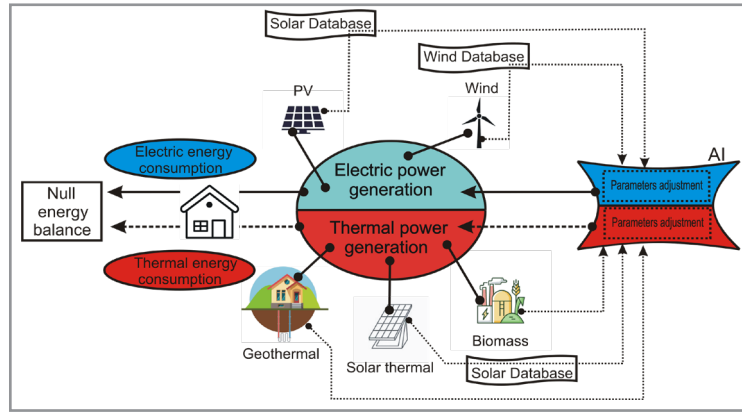 Solar Database
Wind Database
PV
Wind
AI
Electric energy
consumption
Electric power
generation
Parameters adjustment
Null
energy
balance
Parameters adjustment
Thermal power
generation
Thermal energy
consumption
Geothermal
Solar thermal
Biomass
Solar Database